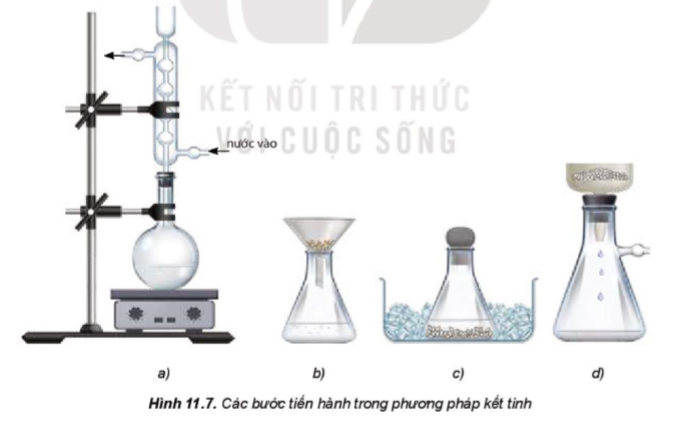 KẾT NỐI TRI THỨC
VỚI CUỘC SỐNG
nước vào
a)
b)
c)
d)
Hình 11.7. Các bước tiến hành trong phương pháp kết tinh